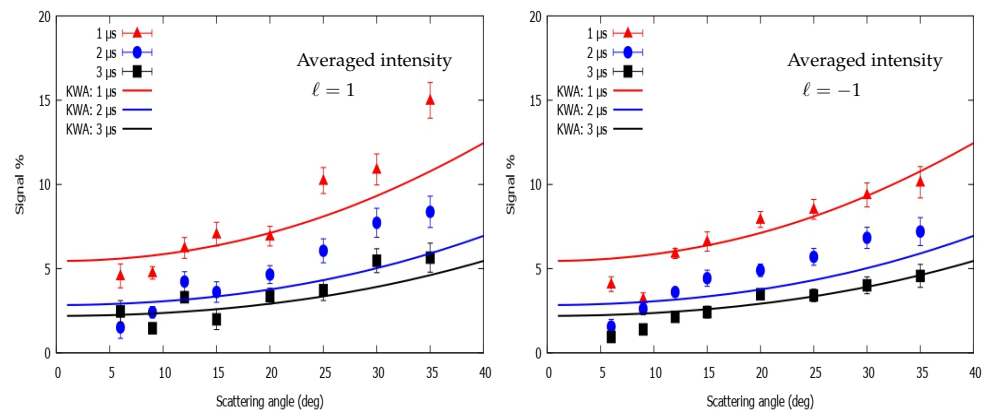 20
15
10
5
0
Signal %
1 μs
2 μs
3 μs
KWA: 1 μs
KWA: 2 μs
KWA: 3 μs
Averaged intensity
ℓ = 1
0 5 10 15 20 25 30 35 40
Scattering angle (deg)
20
15
10
5
0
Signal %
1 μs
2 μs
3 μs
KWA: 1 μs
KWA: 2 μs
KWA: 3 μs
Averaged intensity
ℓ = −1
0 5 10 15 20 25 30 35 40
Scattering angle (deg)